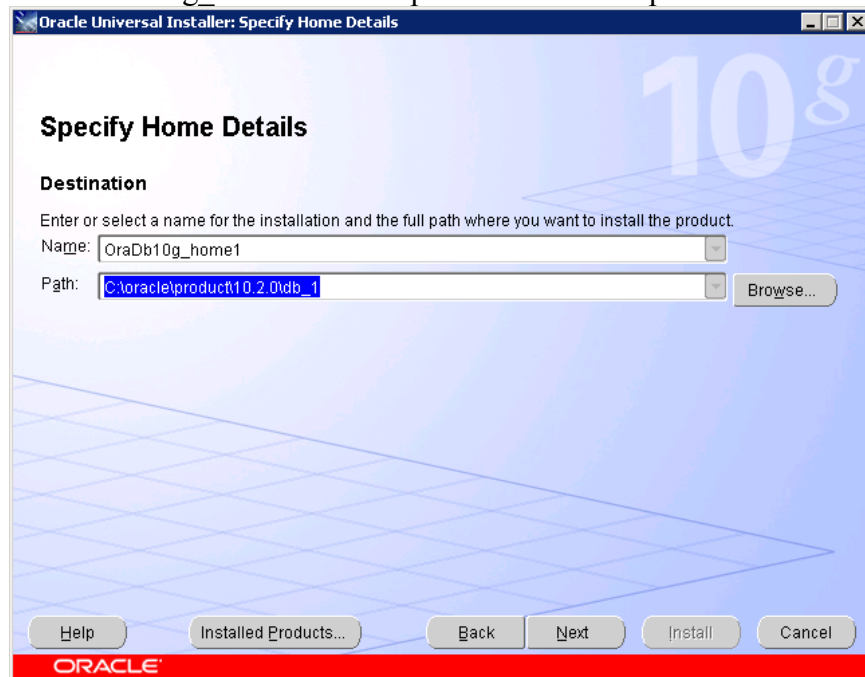 Oracle Universal Installer: Specify Home Details
10g
Specify Home Details
Destination
Enter or select a name for the installation and the full path where you want to install the product.
Name: OraDb10g_home1
Path: C:\oracle\product\10.2.0\db_1 Browse...
Help Installed Products... Back Next Install Cancel
ORACLE